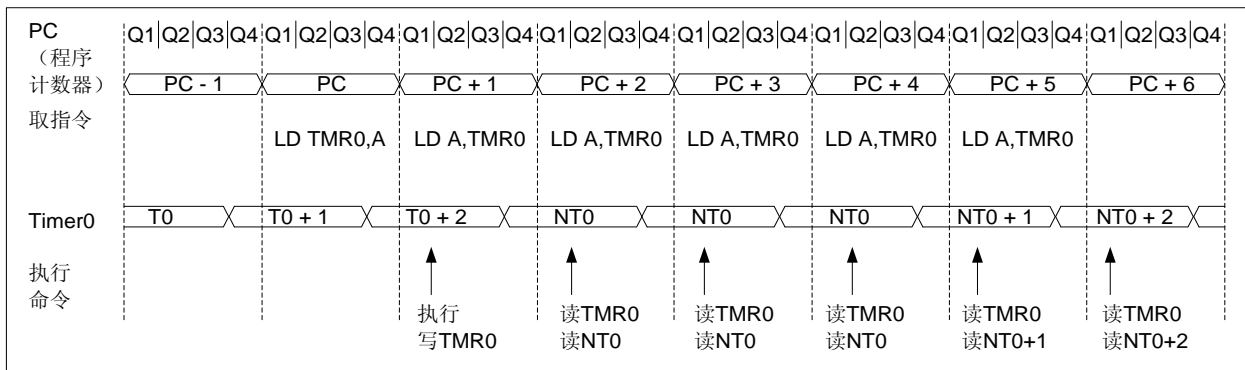 PC
（程序
计数器）
Q1 Q2 Q3 Q4 Q1 Q2 Q3 Q4 Q1 Q2 Q3 Q4 Q1 Q2 Q3 Q4 Q1 Q2 Q3 Q4 Q1 Q2 Q3 Q4 Q1 Q2 Q3 Q4 Q1 Q2 Q3 Q4
PC - 1 PC PC + 1 PC + 2 PC + 3 PC + 4 PC + 5 PC + 6
取指令
LD TMR0,A LD A,TMR0 LD A,TMR0 LD A,TMR0 LD A,TMR0 LD A,TMR0
Timer0 T0 T0 + 1 T0 + 2 NT0 NT0 NT0 NT0 + 1 NT0 + 2
执行
命令
执行 读TMR0 读TMR0 读TMR0 读TMR0 读TMR0
写TMR0 读NT0 读NT0 读NT0 读NT0+1 读NT0+2